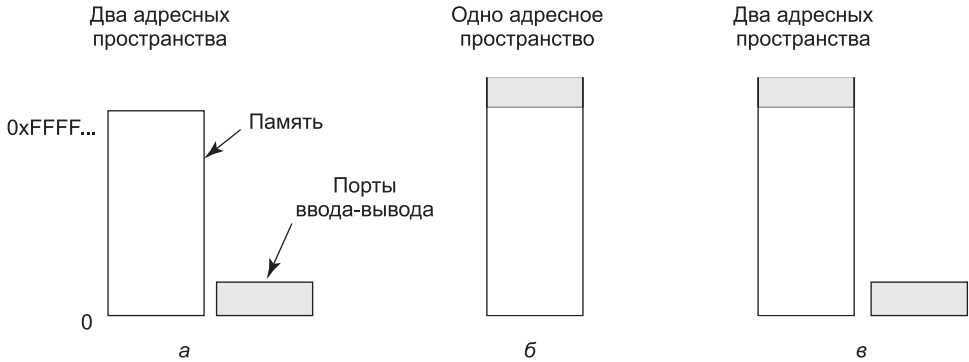 Два адресных
пространства
Одно адресное
пространство
Два адресных
пространства
0xFFFF...
Память
Порты
ввода-вывода
0
а
б
в